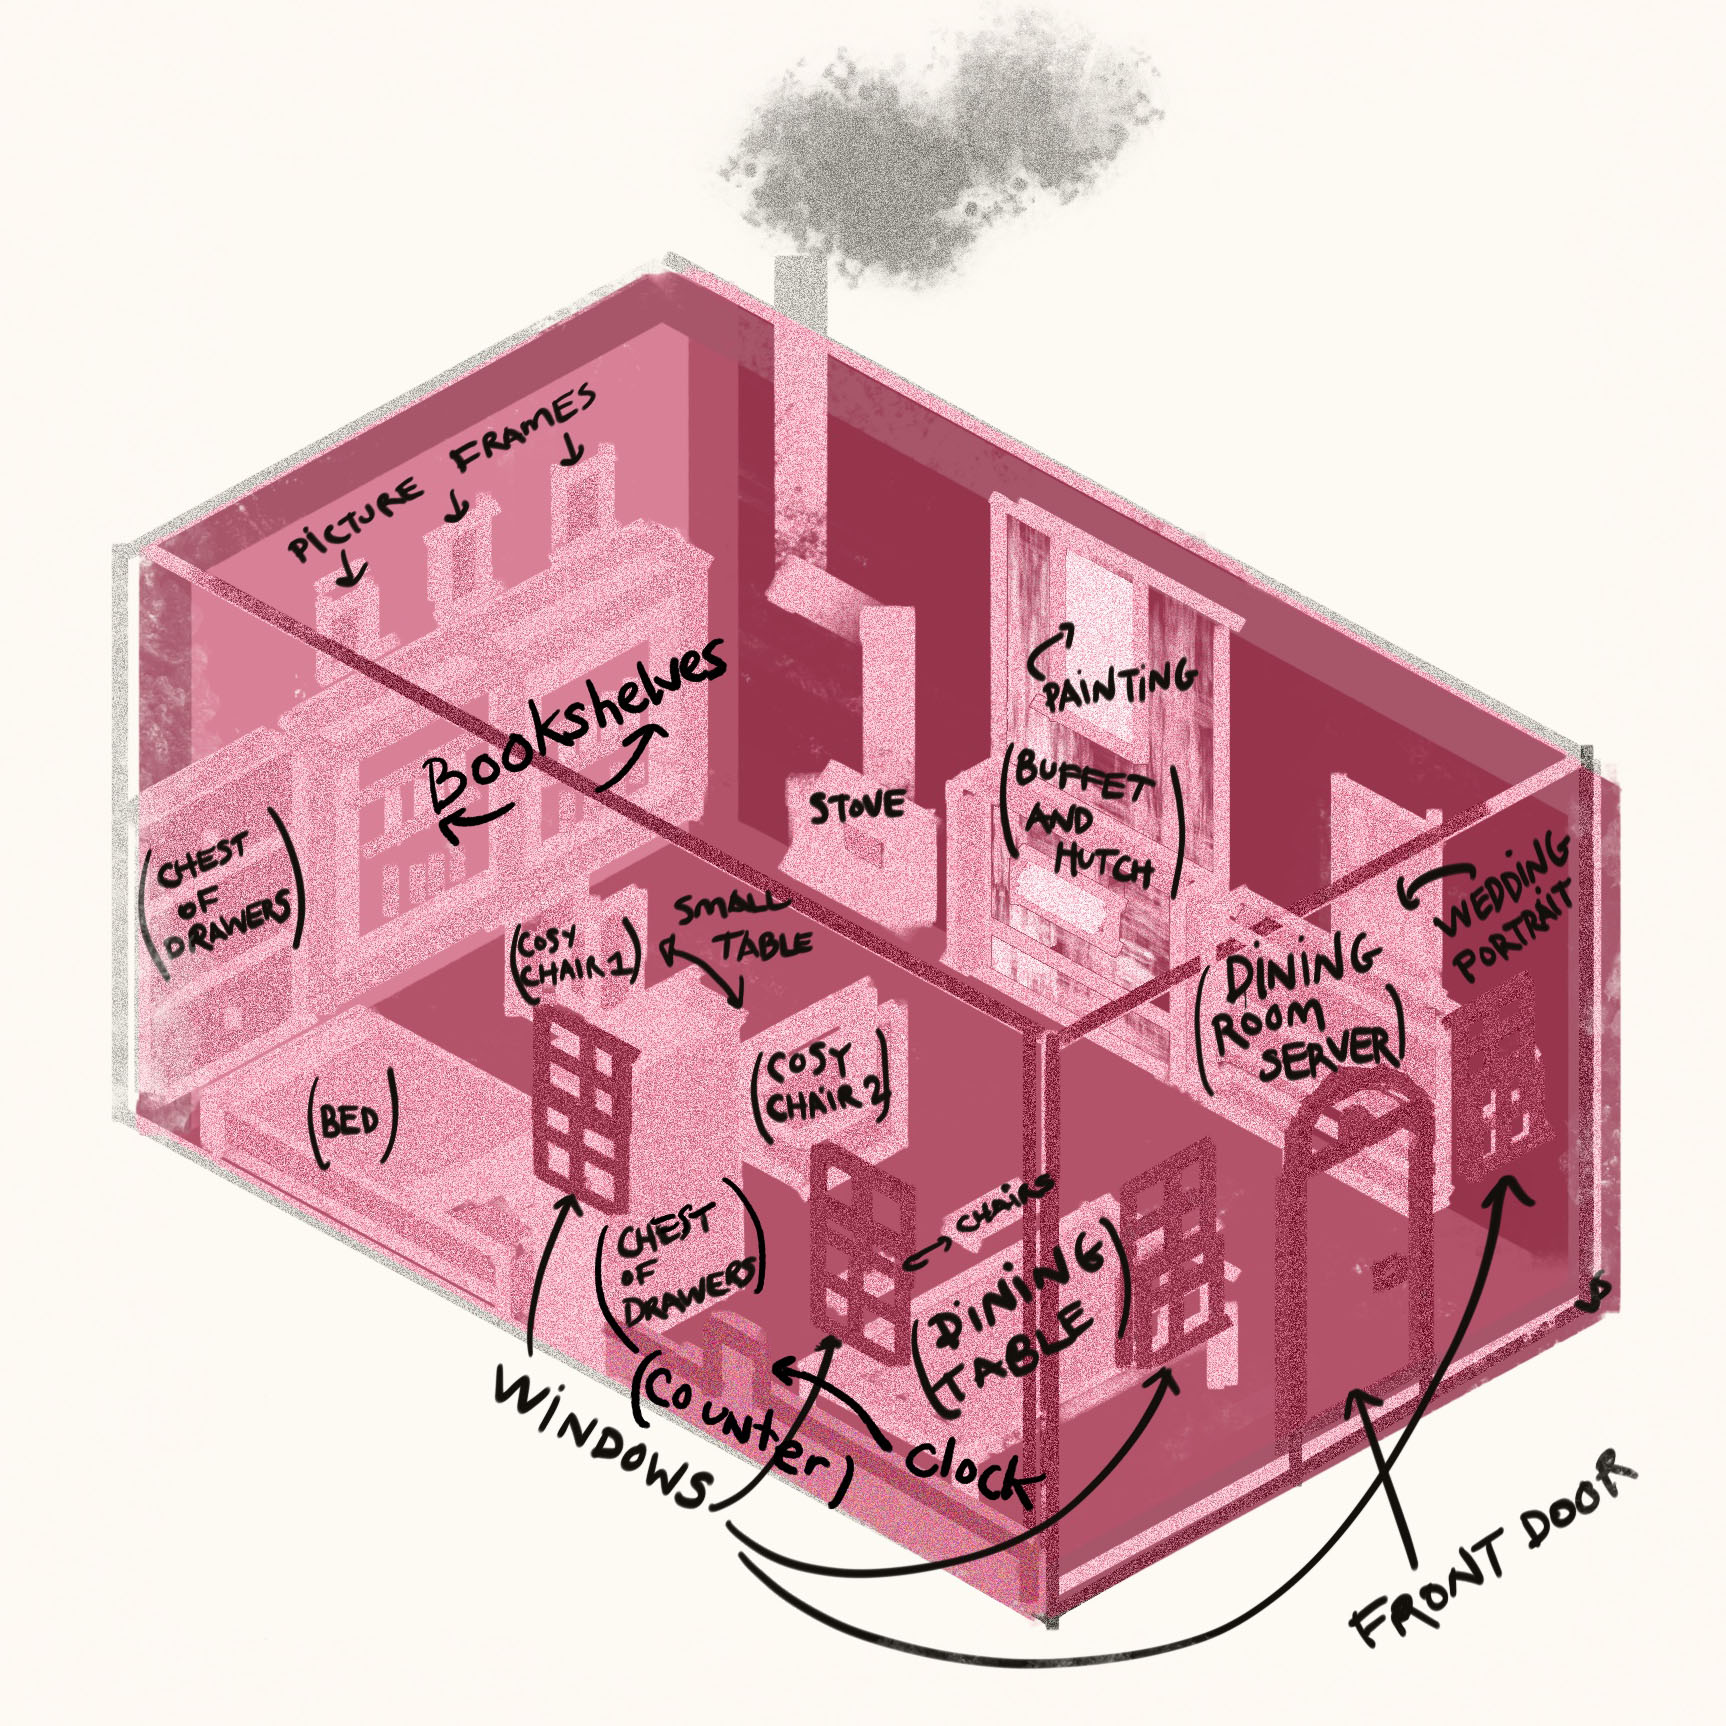 PICTURE FRAMES
Bookshelves
PAINTING
STOVE
(BUFFET
AND
HUTCH)
(CHEST
OF
DRAWERS)
(COSY
CHAIR 1)
SMALL
TABLE
WEDDING
PORTRAIT
(DINING
ROOM
SERVER)
(BED)
(COSY
CHAIR 2)
CHAIRS
(CHEST
OF
DRAWERS)
(DINING
TABLE)
(Counter)
Clock
WINDOWS
FRONT DOOR